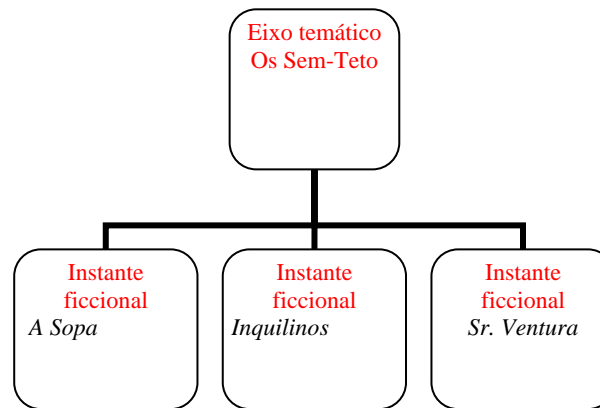 Eixo temático
Os Sem-Teto
Instante
ficcional
A Sopa
Instante
ficcional
Inquilinos
Instante
ficcional
Sr. Ventura